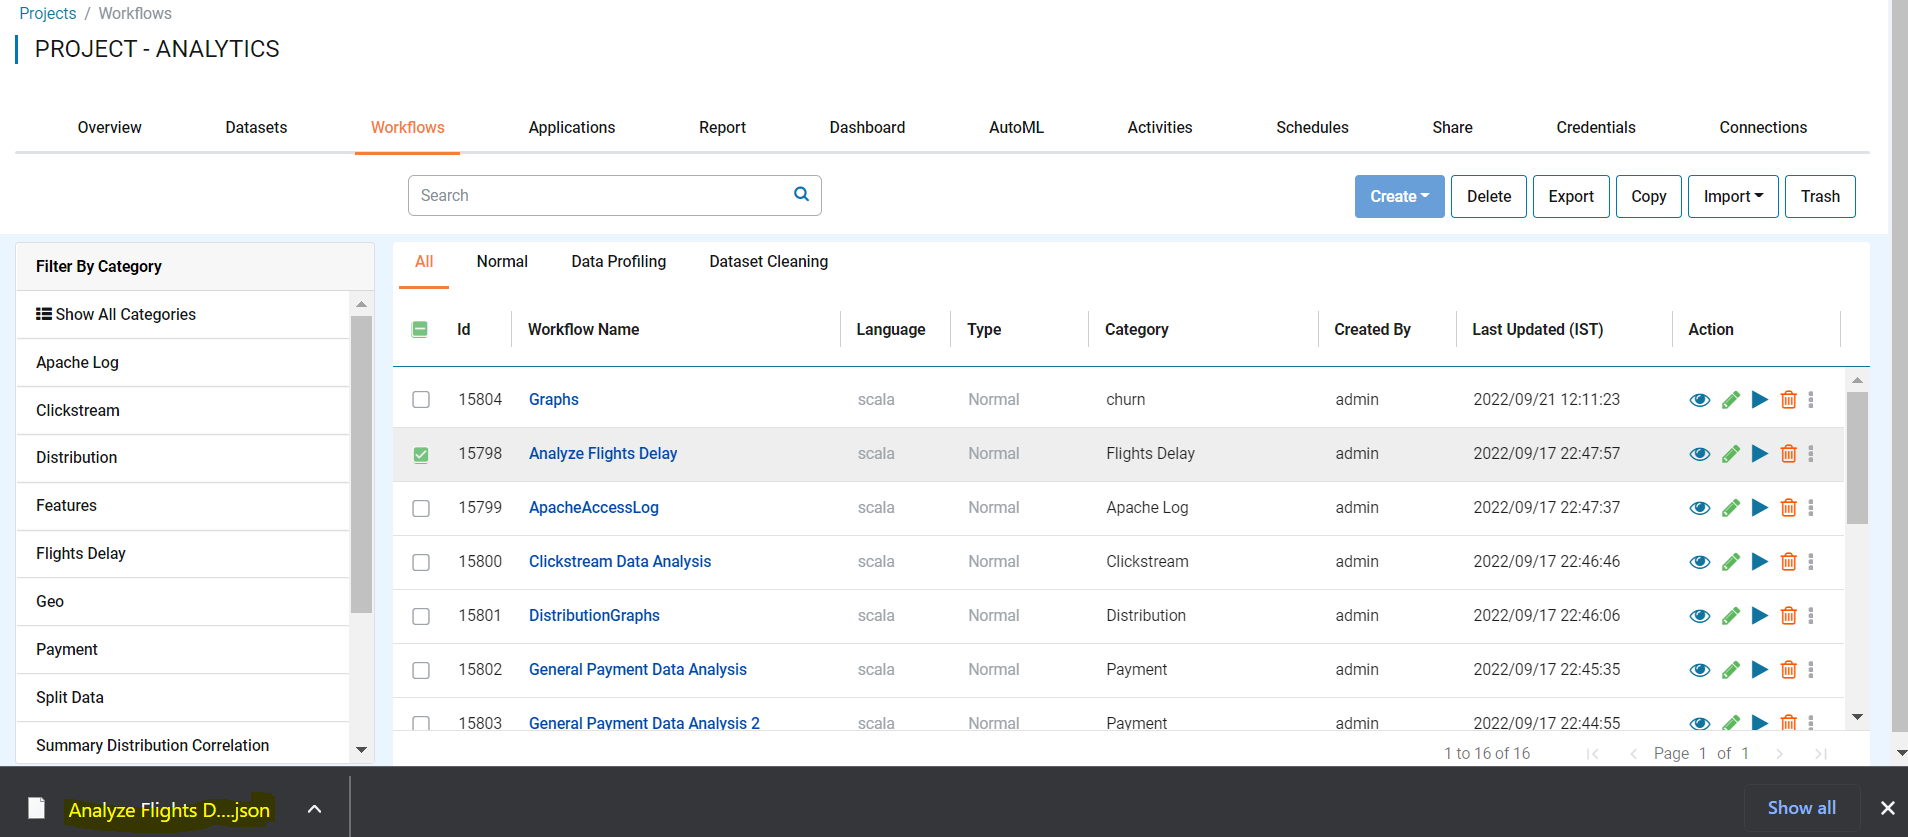 Projects / Workflows
PROJECT - ANALYTICS
Overview Datasets Workflows Applications Report Dashboard AutoML Activities Schedules Share Credentials Connections
Search Create Delete Export Copy Import Trash
Filter By Category
Show All Categories
Apache Log
Clickstream
Distribution
Features
Flights Delay
Geo
Payment
Split Data
Summary Distribution Correlation
All Normal Data Profiling Dataset Cleaning
Id Workflow Name Language Type Category Created By Last Updated (IST) Action
15804 Graphs scala Normal churn admin 2022/09/21 12:11:23
15798 Analyze Flights Delay scala Normal Flights Delay admin 2022/09/17 22:47:57
15799 ApacheAccessLog scala Normal Apache Log admin 2022/09/17 22:47:37
15800 Clickstream Data Analysis scala Normal Clickstream admin 2022/09/17 22:46:46
15801 DistributionGraphs scala Normal Distribution admin 2022/09/17 22:46:06
15802 General Payment Data Analysis scala Normal Payment admin 2022/09/17 22:45:35
15803 General Payment Data Analysis 2 scala Normal Payment admin 2022/09/17 22:44:55
1 to 16 of 16 Page 1 of 1
Analyze Flights D....json Show all